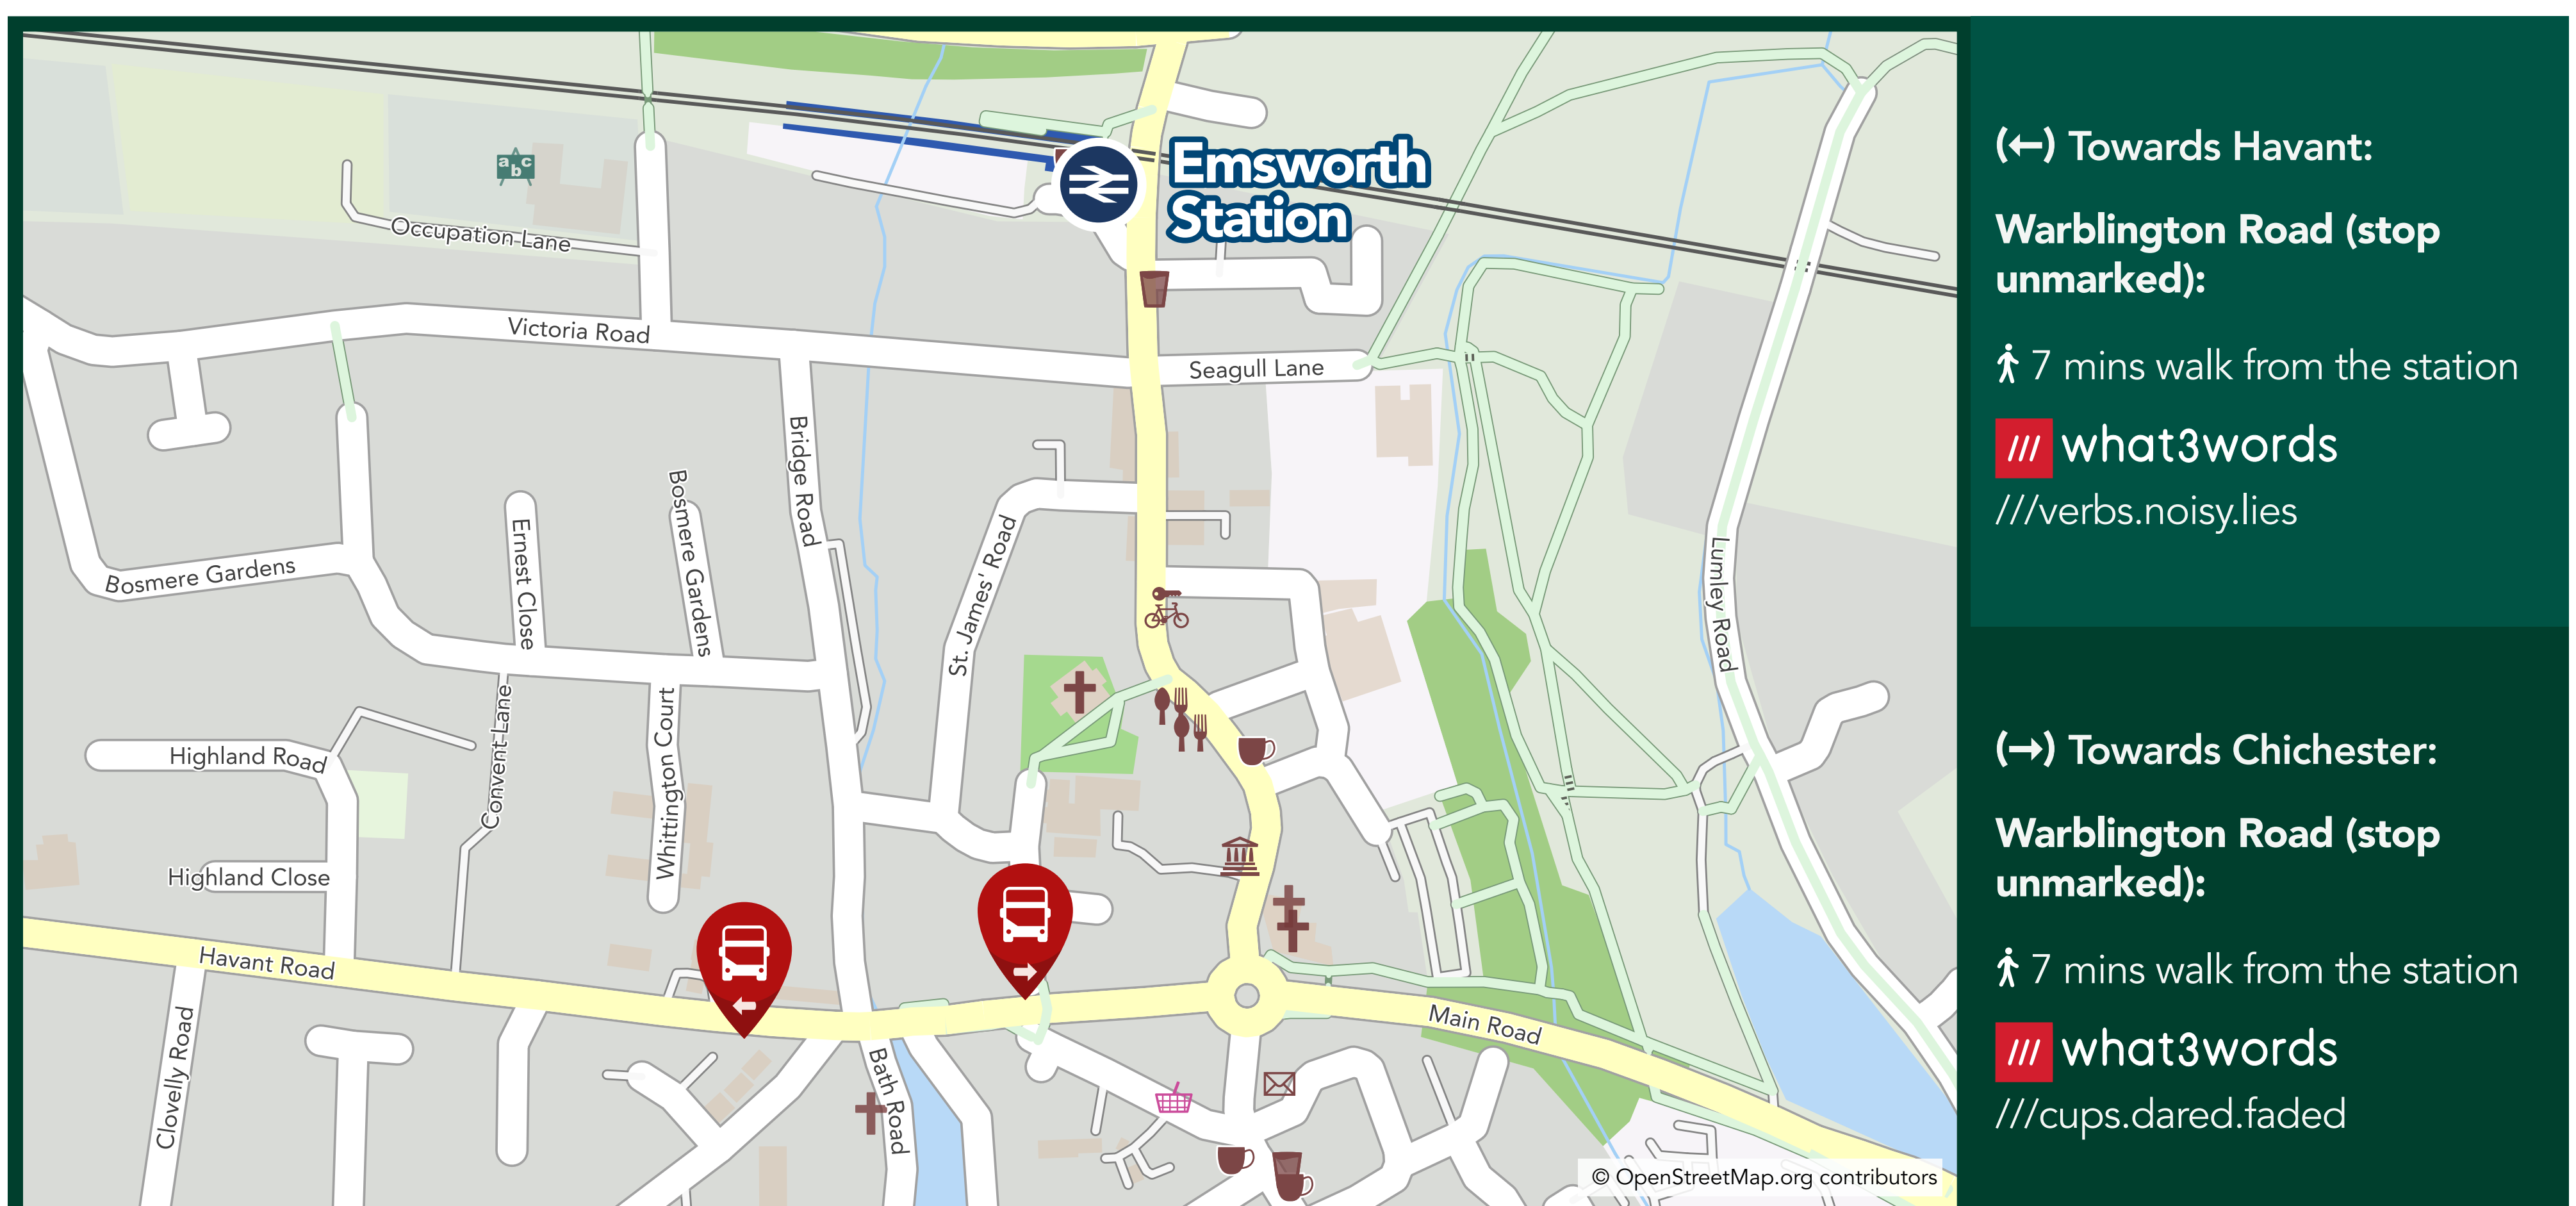 Emsworth
Station
Occupation Lane
Victoria Road
Seagull Lane
Bridge Road
Bosmere Gardens
Ernest Close
Bosmere Gardens
St. James' Road
Lumley Road
Highland Road
Convent Lane
Whittington Court
Highland Close
Havant Road
Clovelly Road
Bath Road
Main Road
abc
© OpenStreetMap.org contributors
(←) Towards Havant:
Warblington Road (stop
unmarked):
7 mins walk from the station
/// what3words
///verbs.noisy.lies
(→) Towards Chichester:
Warblington Road (stop
unmarked):
7 mins walk from the station
/// what3words
///cups.dared.faded